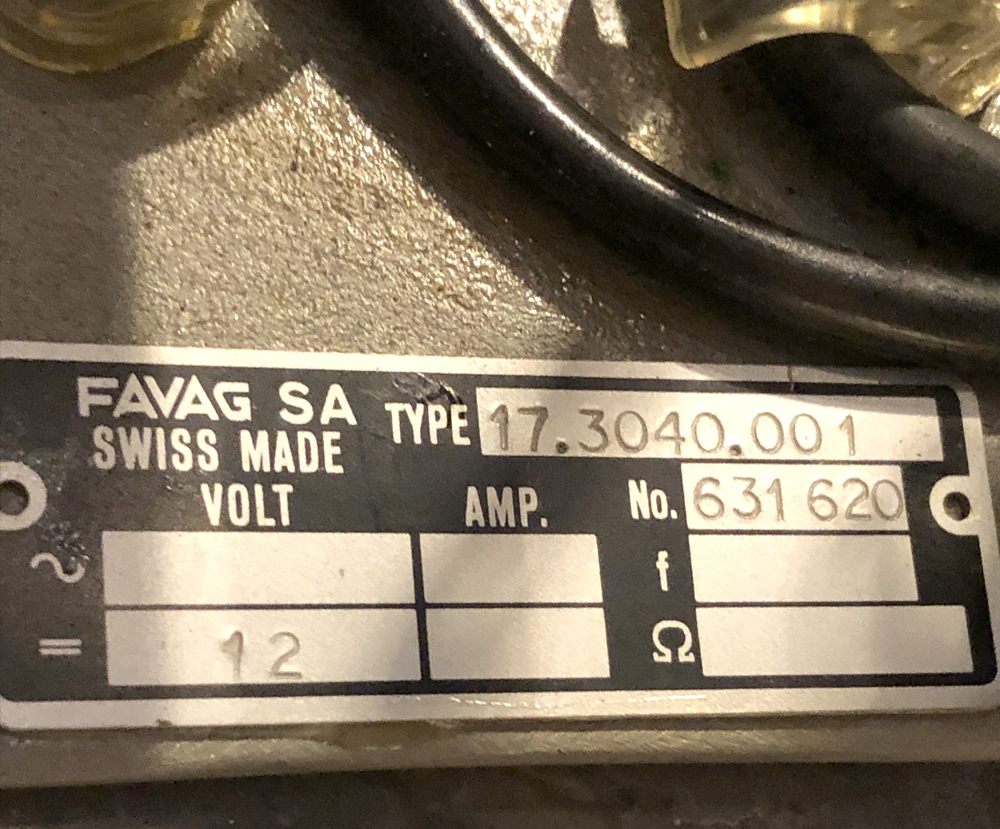 FAVAG SA TYPE 17.3040.001
SWISS MADE
VOLT AMP. No. 631 620
~ f
= 12 Ω